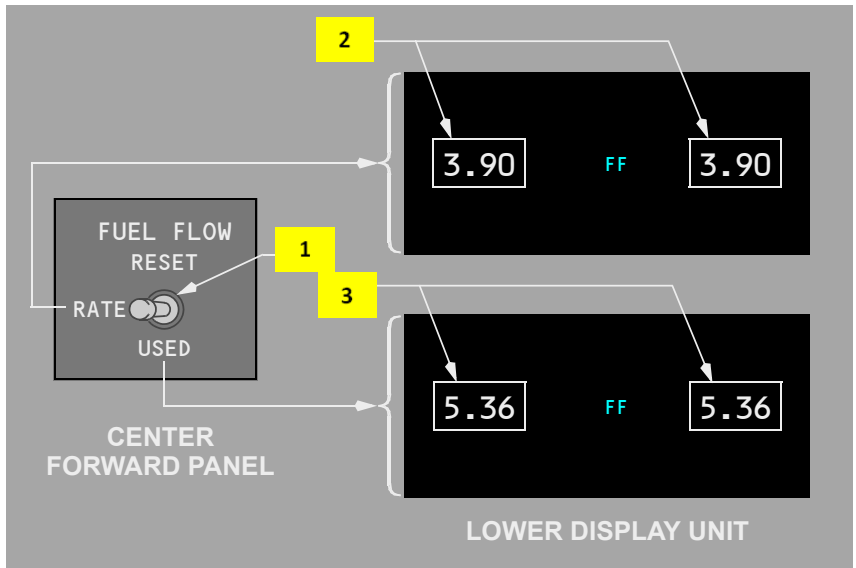 2
3.90 FF 3.90
FUEL FLOW
RESET
1
RATE
3
USED
5.36 FF 5.36
CENTER
FORWARD PANEL
LOWER DISPLAY UNIT